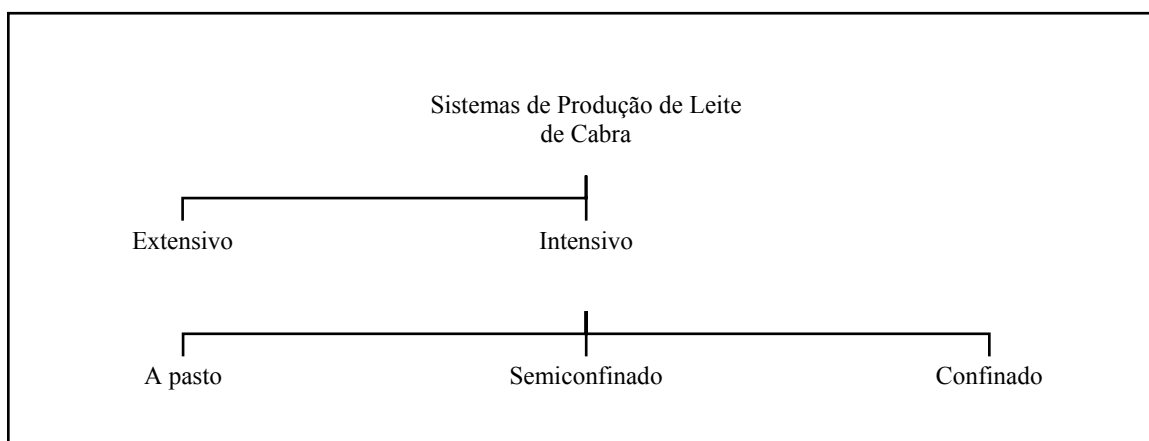 Sistemas de Produção de Leite
de Cabra
Extensivo
Intensivo
A pasto
Semiconfinado
Confinado